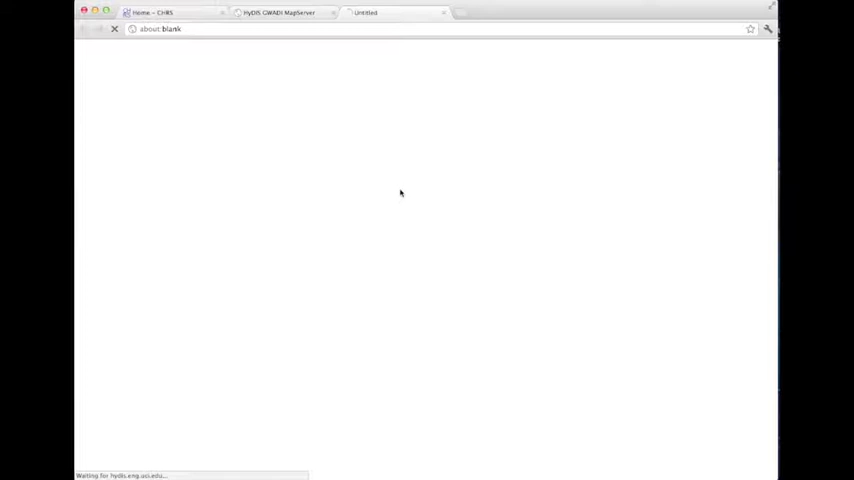 Home – CHRS
HyDIS GWADI MapServer
Untitled
about:blank
Waiting for hydis.eng.uci.edu...